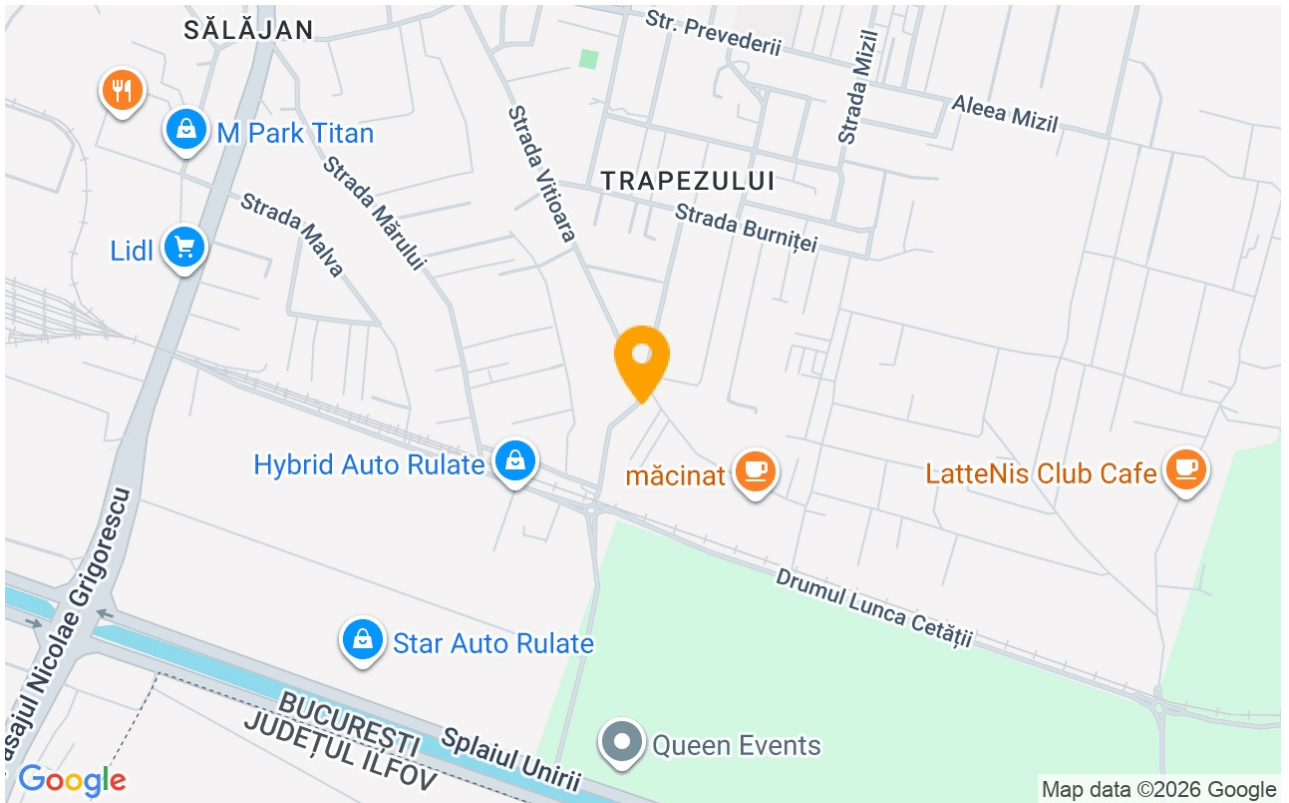 SĂLĂJAN
Str. Prevederii
Strada Mizil
Aleea Mizil
M Park Titan
Strada Vitioara
Strada Mărului
TRAPEZULUI
Strada Malva
Strada Burniței
Lidl
Hybrid Auto Rulate
măcinat
LatteNis Club Cafe
Pasajul Nicolae Grigorescu
Drumul Lunca Cetății
Star Auto Rulate
BUCUREȘTI
JUDEȚUL ILFOV
Splaiul Unirii
Queen Events
Google
Map data ©2026 Google